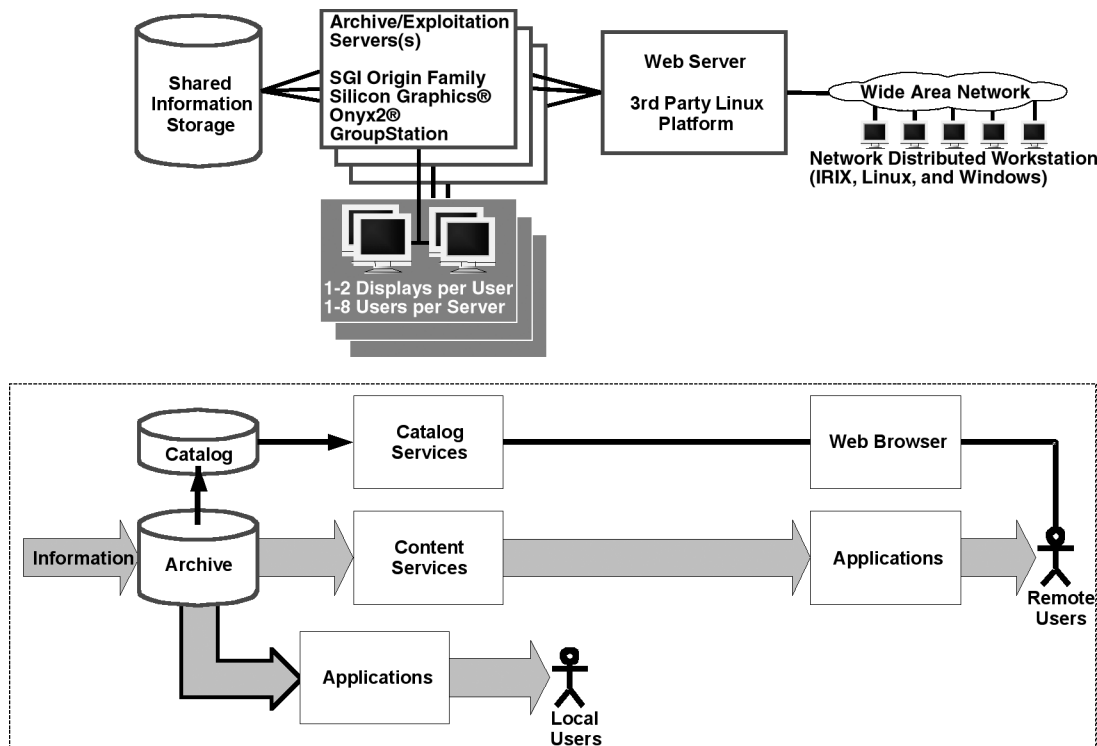 Shared
Information
Storage
Archive/Exploitation
Servers(s)
SGI Origin Family
Silicon Graphics®
Onyx2®
GroupStation
Web Server
3rd Party Linux
Platform
Wide Area Network
Network Distributed Workstation
(IRIX, Linux, and Windows)
1-2 Displays per User
1-8 Users per Server
Catalog
Catalog
Services
Web Browser
Information
Archive
Content
Services
Applications
Remote
Users
Applications
Local
Users